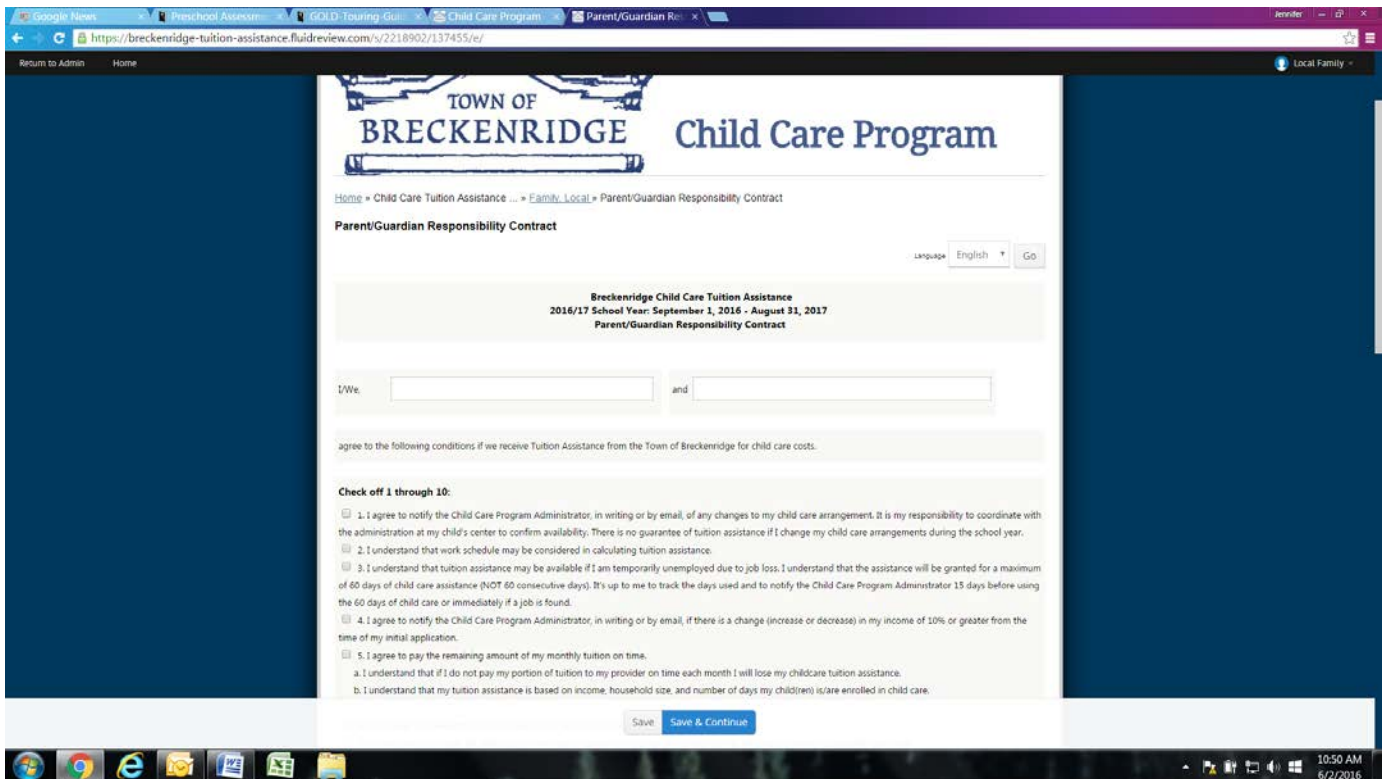 Google News
Preschool Assessm
GOLD-Touring-Gui
Child Care Program
Parent/Guardian Re
Jennifer
https://breckenridge-tuition-assistance.fluidreview.com/s/2218902/137455/e/
Return to Admin Home Local Family
TOWN OF
BRECKENRIDGE
Child Care Program
Home » Child Care Tuition Assistance ... » Family, Local » Parent/Guardian Responsibility Contract
Parent/Guardian Responsibility Contract
Language English Go
Breckenridge Child Care Tuition Assistance
2016/17 School Year: September 1, 2016 - August 31, 2017
Parent/Guardian Responsibility Contract
I/We, and
agree to the following conditions if we receive Tuition Assistance from the Town of Breckenridge for child care costs.
Check off 1 through 10:
1. I agree to notify the Child Care Program Administrator, in writing or by email, of any changes to my child care arrangement. It is my responsibility to coordinate with
the administration at my child's center to confirm availability. There is no guarantee of tuition assistance if I change my child care arrangements during the school year.
2. I understand that work schedule may be considered in calculating tuition assistance.
3. I understand that tuition assistance may be available if I am temporarily unemployed due to job loss. I understand that the assistance will be granted for a maximum
of 60 days of child care assistance (NOT 60 consecutive days). It's up to me to track the days used and to notify the Child Care Program Administrator 15 days before using
the 60 days of child care or immediately if a job is found.
4. I agree to notify the Child Care Program Administrator, in writing or by email, if there is a change (increase or decrease) in my income of 10% or greater from the
time of my initial application.
5. I agree to pay the remaining amount of my monthly tuition on time.
a. I understand that if I do not pay my portion of tuition to my provider on time each month I will lose my childcare tuition assistance.
b. I understand that my tuition assistance is based on income, household size, and number of days my child(ren) is/are enrolled in child care.
Save Save & Continue
10:50 AM
6/2/2016